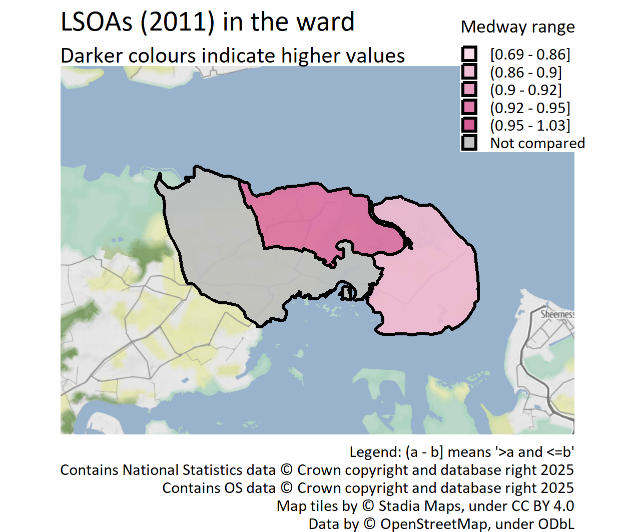 LSOAs (2011) in the ward
Darker colours indicate higher values
Medway range
[0.69 - 0.86]
(0.86 - 0.9]
(0.9 - 0.92]
(0.92 - 0.95]
(0.95 - 1.03]
Not compared
Sheerness
Legend: (a - b] means '>a and <=b'
Contains National Statistics data © Crown copyright and database right 2025
Contains OS data © Crown copyright and database right 2025
Map tiles by © Stadia Maps, under CC BY 4.0
Data by © OpenStreetMap, under ODbL